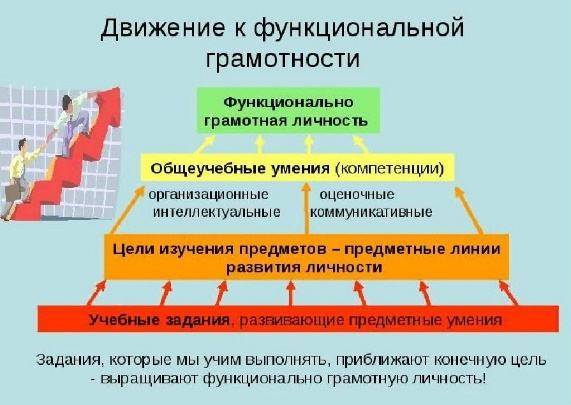 Движение к функциональной
грамотности
Функционально
грамотная личность
Общеучебные умения (компетенции)
организационные оценочные
интеллектуальные коммуникативные
Цели изучения предметов – предметные линии
развития личности
Учебные задания, развивающие предметные умения
Задания, которые мы учим выполнять, приближают конечную цель
- выращивают функционально грамотную личность!